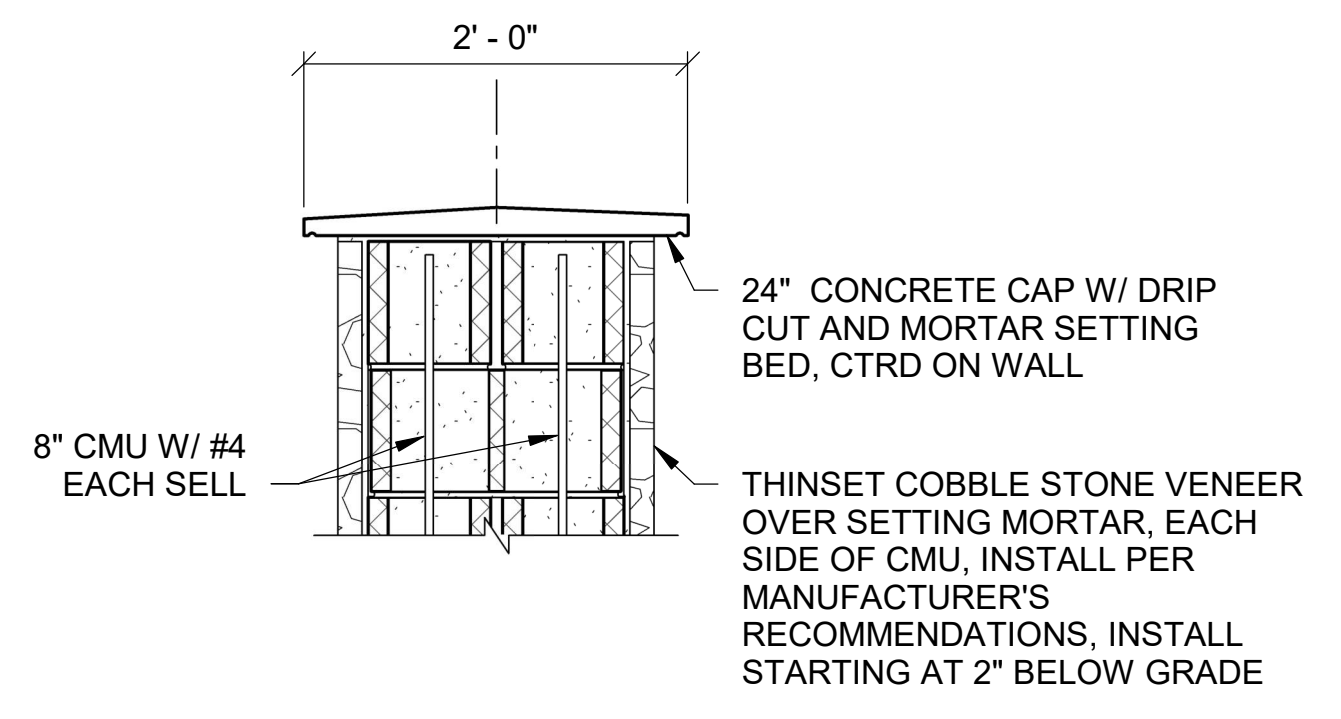 2' - 0"
24" CONCRETE CAP W/ DRIP
CUT AND MORTAR SETTING
BED, CTRD ON WALL
8" CMU W/ #4
EACH SELL
THINSET COBBLE STONE VENEER
OVER SETTING MORTAR, EACH
SIDE OF CMU, INSTALL PER
MANUFACTURER'S
RECOMMENDATIONS, INSTALL
STARTING AT 2" BELOW GRADE